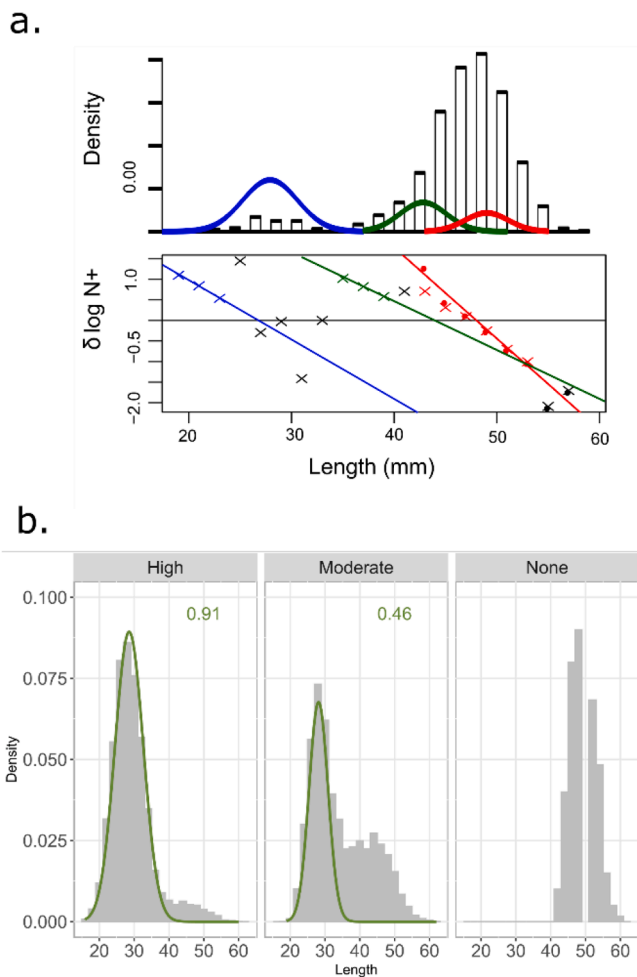 a.
Density
0.00
δ log N+
1.0
−0.5
−2.0
20 30 40 50 60
Length (mm)
b.
High Moderate None
0.100
0.91 0.46
0.075
0.050
Density
0.025
0.000
20 30 40 50 60 20 30 40 50 60 20 30 40 50 60
Length